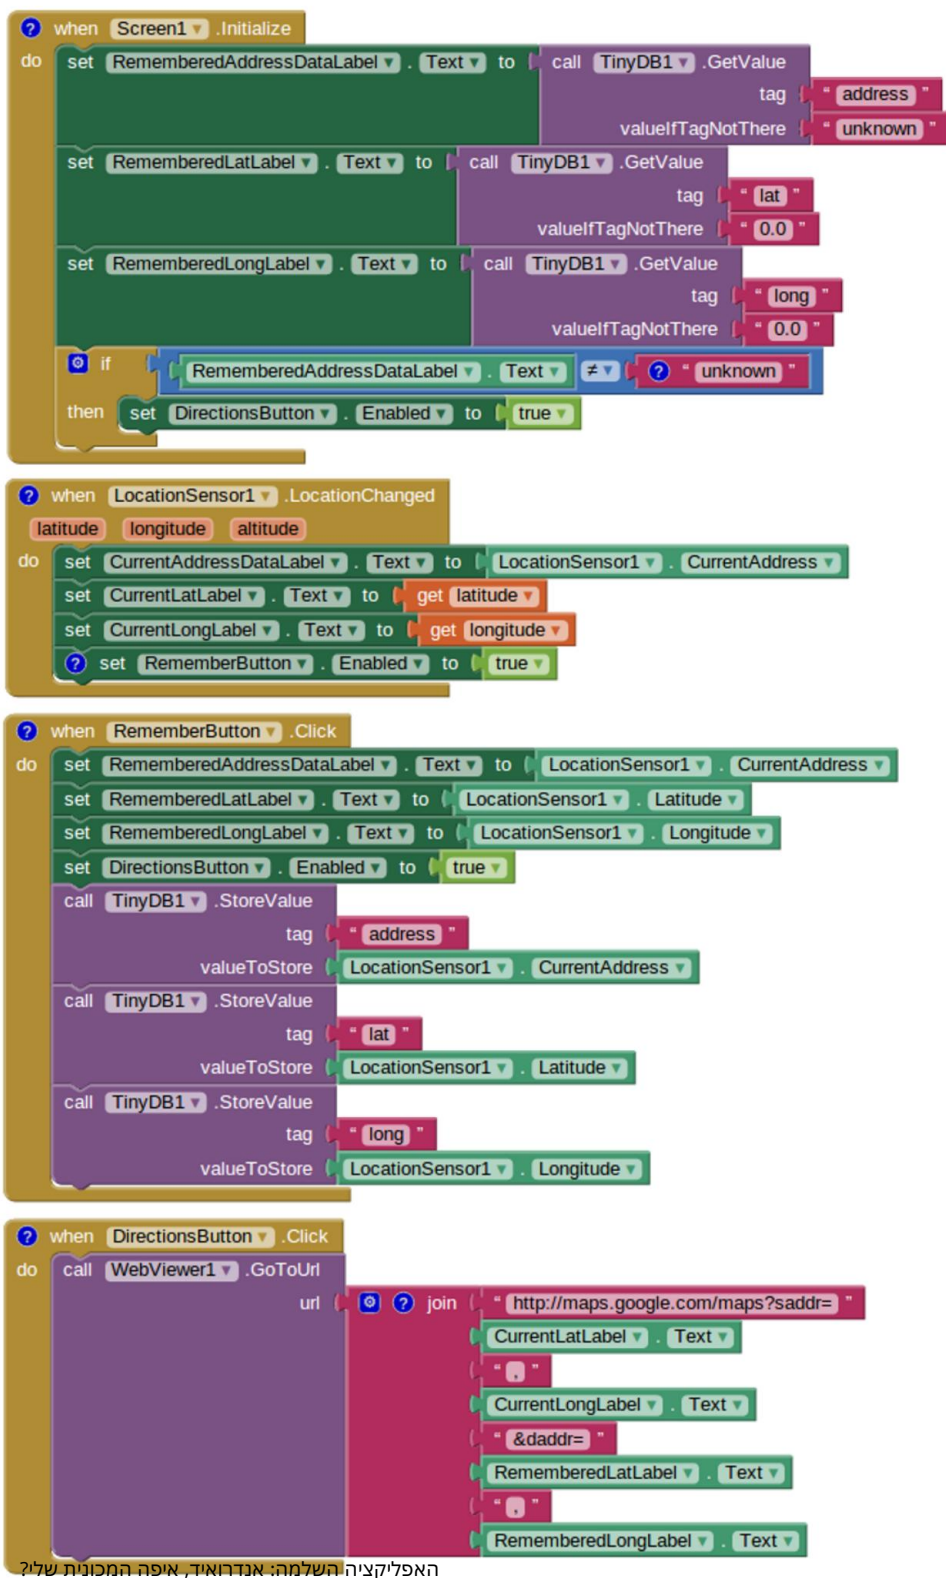 when Screen1 .Initialize
do set RememberedAddressDataLabel . Text to call TinyDB1 .GetValue
tag " address "
valueIfTagNotThere " unknown "
set RememberedLatLabel . Text to call TinyDB1 .GetValue
tag " lat "
valueIfTagNotThere " 0.0 "
set RememberedLongLabel . Text to call TinyDB1 .GetValue
tag " long "
valueIfTagNotThere " 0.0 "
if RememberedAddressDataLabel . Text ≠ ? " unknown "
then set DirectionsButton . Enabled to true
? when LocationSensor1 .LocationChanged
latitude longitude altitude
do set CurrentAddressDataLabel . Text to LocationSensor1 . CurrentAddress
set CurrentLatLabel . Text to get latitude
set CurrentLongLabel . Text to get longitude
? set RememberButton . Enabled to true
? when RememberButton .Click
do set RememberedAddressDataLabel . Text to LocationSensor1 . CurrentAddress
set RememberedLatLabel . Text to LocationSensor1 . Latitude
set RememberedLongLabel . Text to LocationSensor1 . Longitude
set DirectionsButton . Enabled to true
call TinyDB1 .StoreValue
tag " address "
valueToStore LocationSensor1 . CurrentAddress
call TinyDB1 .StoreValue
tag " lat "
valueToStore LocationSensor1 . Latitude
call TinyDB1 .StoreValue
tag " long "
valueToStore LocationSensor1 . Longitude
? when DirectionsButton .Click
do call WebViewer1 .GoToUrl
url ? join " http://maps.google.com/maps?saddr= "
CurrentLatLabel . Text
" , "
CurrentLongLabel . Text
" &daddr= "
RememberedLatLabel . Text
" , "
RememberedLongLabel . Text
האפליקציה השלמה: אנדרואיד, איפה המכונית שלי?